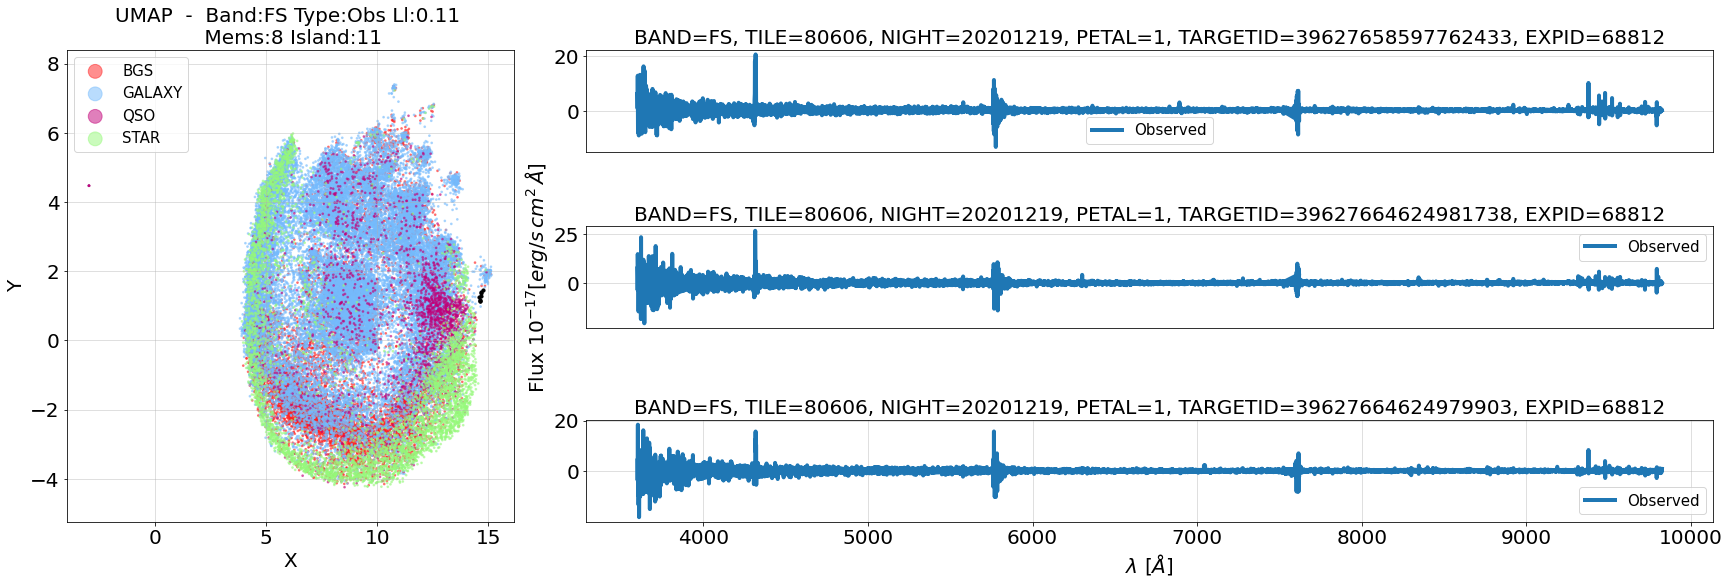 UMAP  -  Band:FS Type:Obs Ll:0.11
Mems:8 Island:11
BGS
GALAXY
QSO
STAR
8
6
4
2
0
−2
−4
Y
0
5
10
15
X
Flux 10^{-17}[erg/s cm^2 Å]
BAND=FS, TILE=80606, NIGHT=20201219, PETAL=1, TARGETID=39627658597762433, EXPID=68812
20
0
Observed
BAND=FS, TILE=80606, NIGHT=20201219, PETAL=1, TARGETID=39627664624981738, EXPID=68812
25
0
Observed
BAND=FS, TILE=80606, NIGHT=20201219, PETAL=1, TARGETID=39627664624979903, EXPID=68812
20
0
Observed
4000
5000
6000
7000
8000
9000
10000
λ [Å]